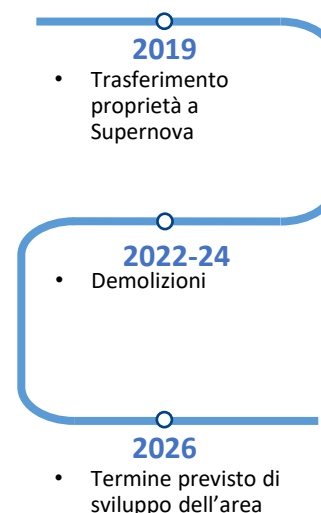 2019
• Trasferimento
proprietà a
Supernova
2022-24
• Demolizioni
2026
• Termine previsto di
sviluppo dell'area